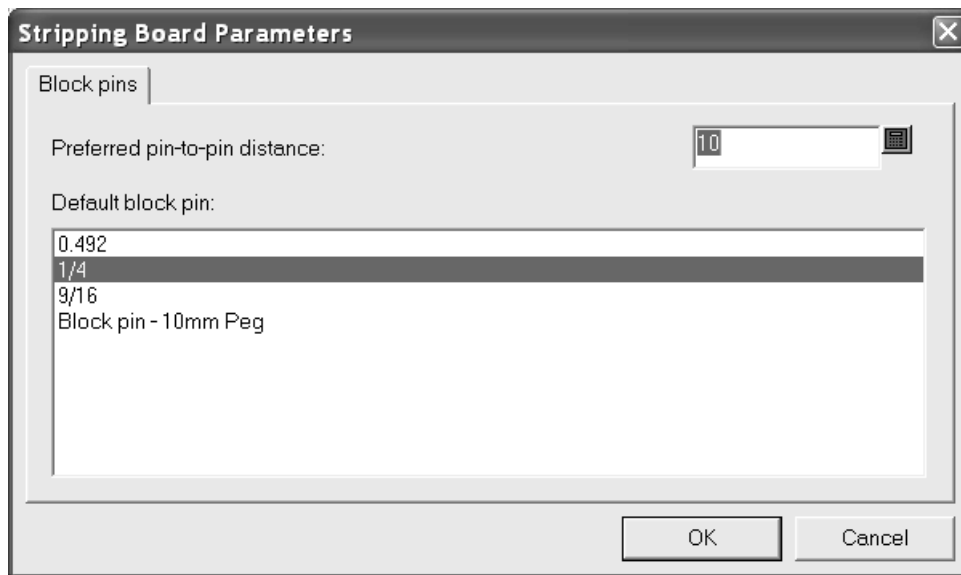 Stripping Board Parameters
Block pins
Preferred pin-to-pin distance: 10
Default block pin:
0.492
1/4
9/16
Block pin - 10mm Peg
OK Cancel